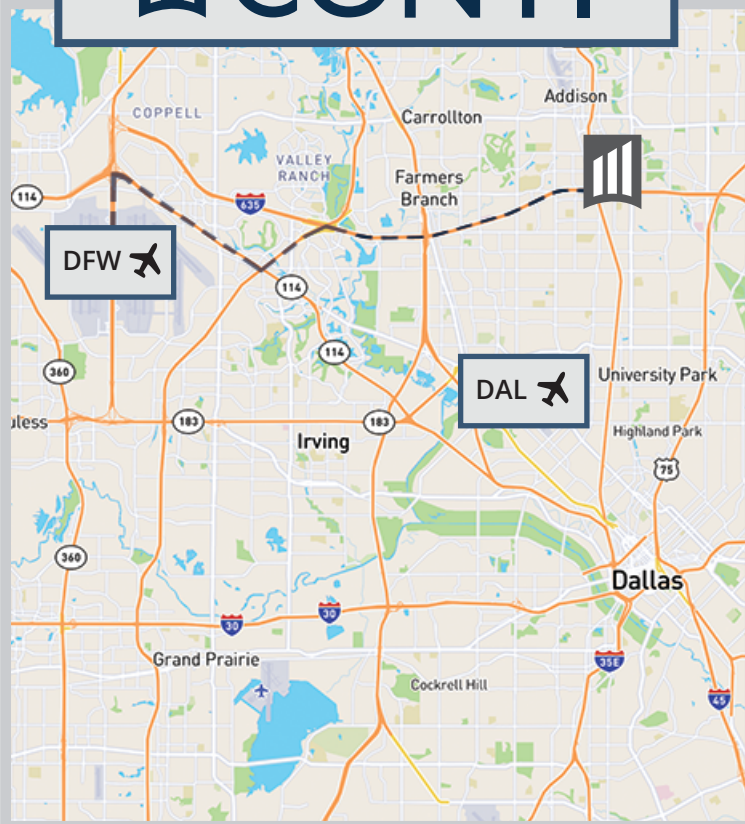 COPPELL
Addison
Carrollton
VALLEY
RANCH
Farmers
Branch
114
635
DFW
114
114
360
DAL
University Park
183
183
Irving
Highland Park
75
360
Dallas
30
30
Grand Prairie
35E
Cockrell Hill
45